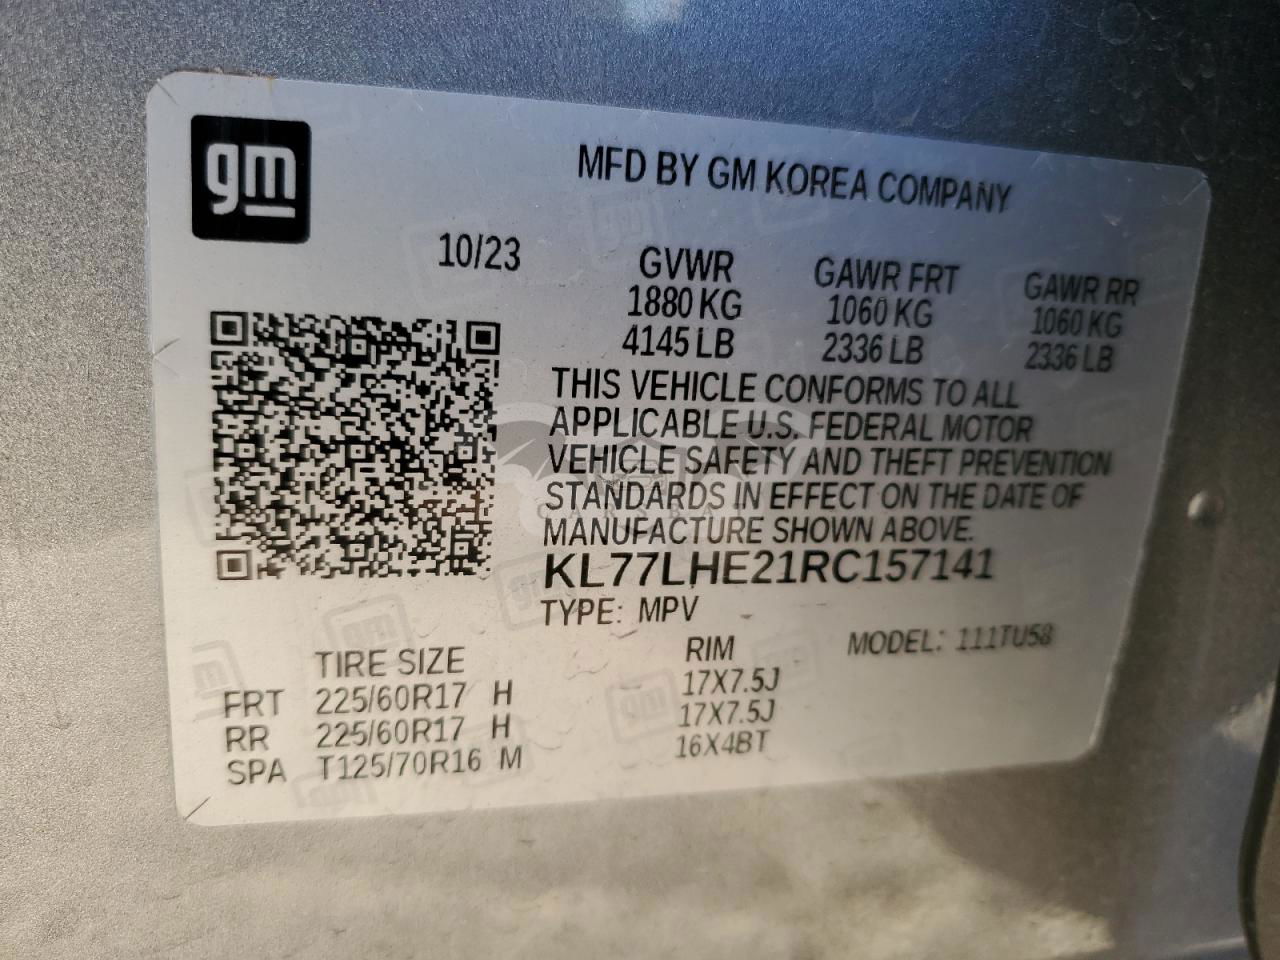 gm
MFD BY GM KOREA COMPANY
10/23
GVWR GAWR FRT GAWR RR
1880 KG 1060 KG 1060 KG
4145 LB 2336 LB 2336 LB
THIS VEHICLE CONFORMS TO ALL
APPLICABLE U.S. FEDERAL MOTOR
VEHICLE SAFETY AND THEFT PREVENTION
STANDARDS IN EFFECT ON THE DATE OF
MANUFACTURE SHOWN ABOVE.
KL77LHE21RC157141
TYPE: MPV
MODEL: 111TU58
TIRE SIZE RIM
FRT 225/60R17 H 17X7.5J
RR 225/60R17 H 17X7.5J
SPA T125/70R16 M 16X4BT